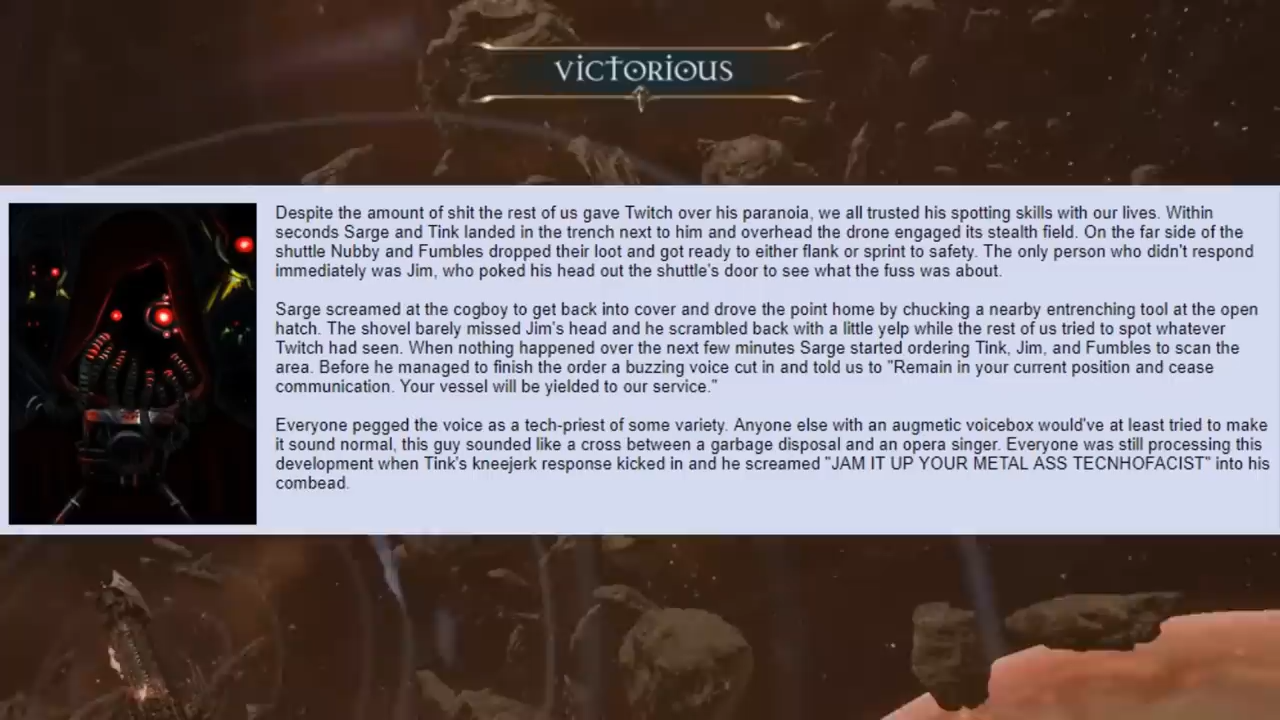 VICTORIOUS
Despite the amount of shit the rest of us gave Twitch over his paranoia, we all trusted his spotting skills with our lives. Within
seconds Sarge and Tink landed in the trench next to him and overhead the drone engaged its stealth field. On the far side of the
shuttle Nubby and Fumbles dropped their loot and got ready to either flank or sprint to safety. The only person who didn't respond
immediately was Jim, who poked his head out the shuttle's door to see what the fuss was about.
Sarge screamed at the cogboy to get back into cover and drove the point home by chucking a nearby entrenching tool at the open
hatch. The shovel barely missed Jim's head and he scrambled back with a little yelp while the rest of us tried to spot whatever
Twitch had seen. When nothing happened over the next few minutes Sarge started ordering Tink, Jim, and Fumbles to scan the
area. Before he managed to finish the order a buzzing voice cut in and told us to "Remain in your current position and cease
communication. Your vessel will be yielded to our service."
Everyone pegged the voice as a tech-priest of some variety. Anyone else with an augmetic voicebox would've at least tried to make
it sound normal, this guy sounded like a cross between a garbage disposal and an opera singer. Everyone was still processing this
development when Tink's kneejerk response kicked in and he screamed "JAM IT UP YOUR METAL ASS TECNHOFACIST" into his
combead.